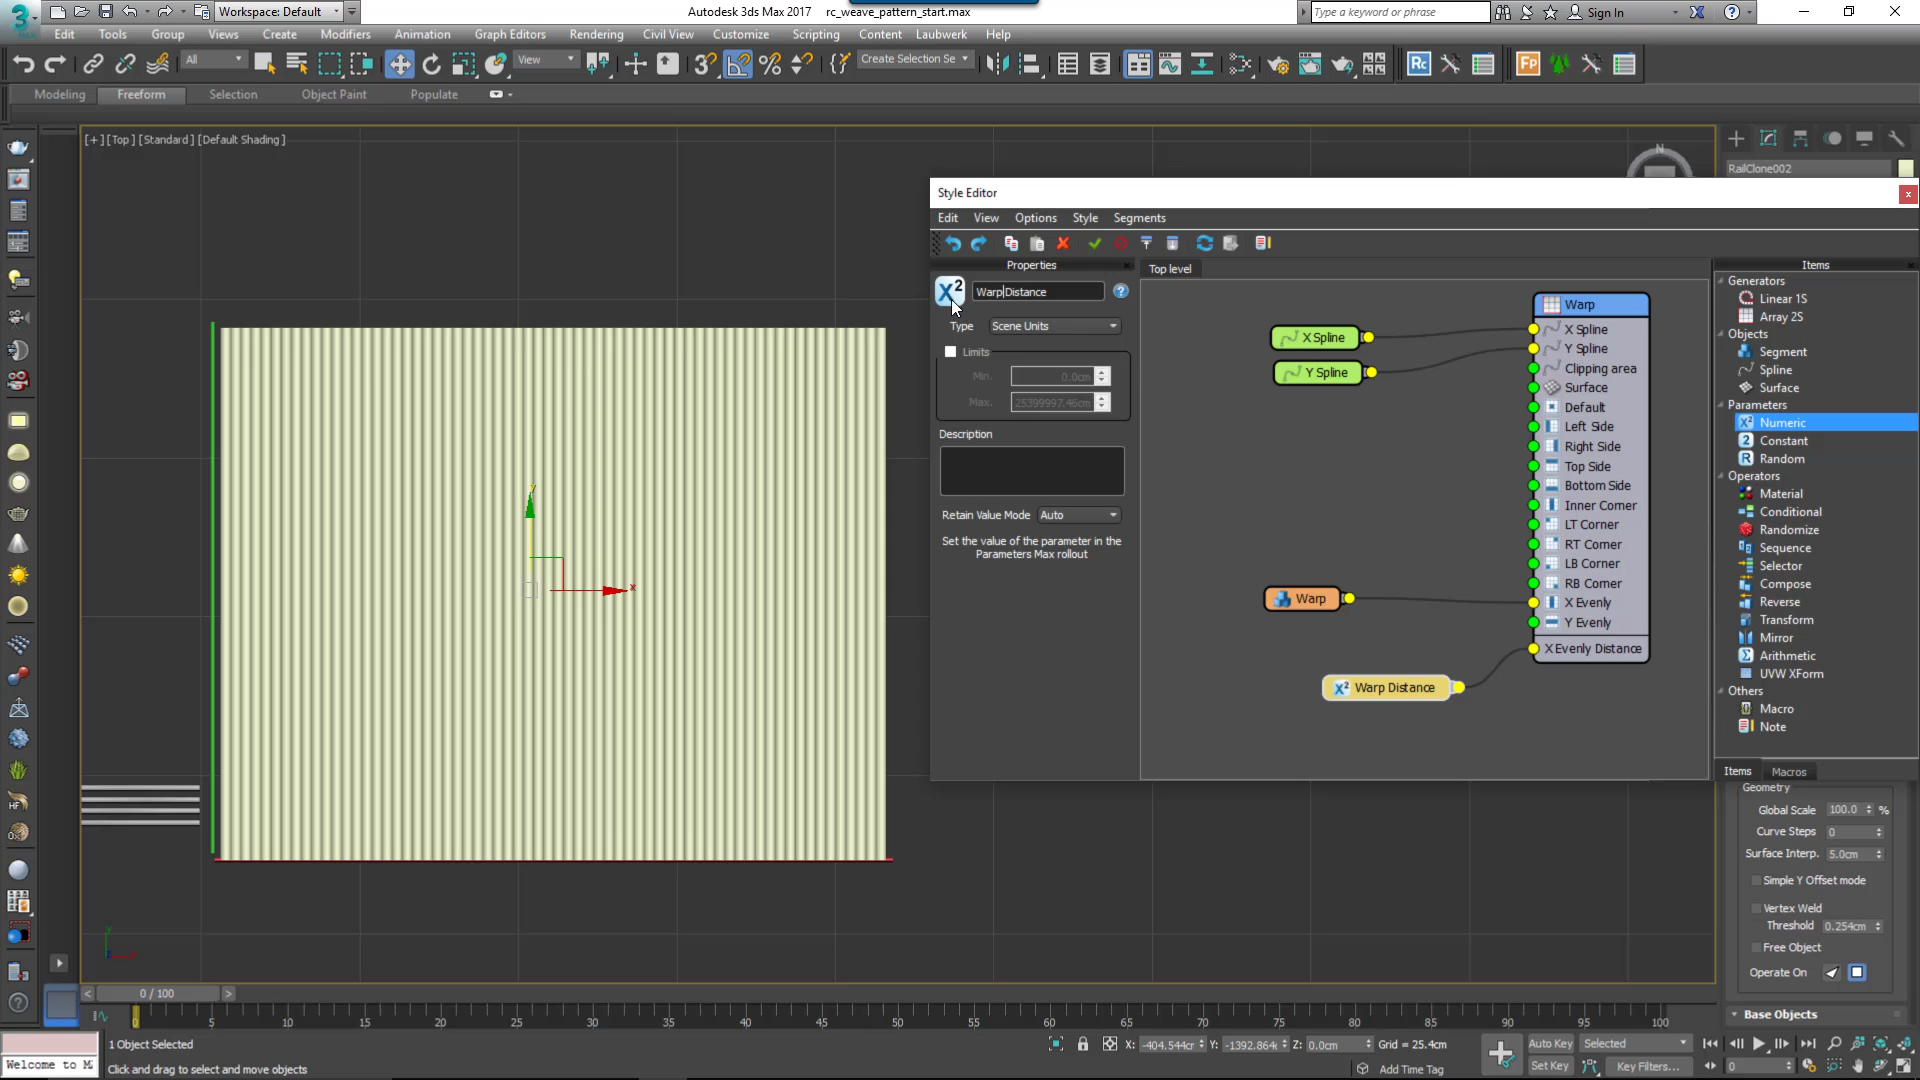 Workspace: Default
Autodesk 3ds Max 2017 rc_weave_pattern_start.max
Type a keyword or phrase
Sign In
Edit Tools Group Views Create Modifiers Animation Graph Editors Rendering Civil View Customize Scripting Content Laubwerk Help
All
View
Create Selection Se
Rc
Fp
Modeling Freeform Selection Object Paint Populate
[+] [Top] [Standard] [Default Shading]
N
RailClone002
Style Editor
Edit View Options Style Segments
Properties
Top level
Items
Warp Distance
Type Scene Units
Limits
Min. 0.0cm
Max. 25399997.46cm
Description
Retain Value Mode Auto
Set the value of the parameter in the
Parameters Max rollout
X Spline
Y Spline
Warp
Warp Distance
Warp
X Spline
Y Spline
Clipping area
Surface
Default
Left Side
Right Side
Top Side
Bottom Side
Inner Corner
LT Corner
RT Corner
LB Corner
RB Corner
X Evenly
Y Evenly
X Evenly Distance
Generators
Linear 1S
Array 2S
Objects
Segment
Spline
Surface
Parameters
Numeric
Constant
Random
Operators
Material
Conditional
Randomize
Sequence
Selector
Compose
Reverse
Transform
Mirror
Arithmetic
UVW XForm
Others
Macro
Note
Items Macros
Geometry
Global Scale 100.0 %
Curve Steps 0
Surface Interp. 5.0cm
Simple Y Offset mode
Vertex Weld
Threshold 0.254cm
Free Object
Operate On
Base Objects
y
x
0 / 100
0 5 10 15 20 25 30 35 40 45 50 55 60 65 70 75 80 85 90 95 100
1 Object Selected
X: -404.544cr Y: -1392.864c Z: 0.0cm Grid = 25.4cm
Auto Key Selected
Welcome to M
Click and drag to select and move objects
Add Time Tag
Set Key Key Filters...
0